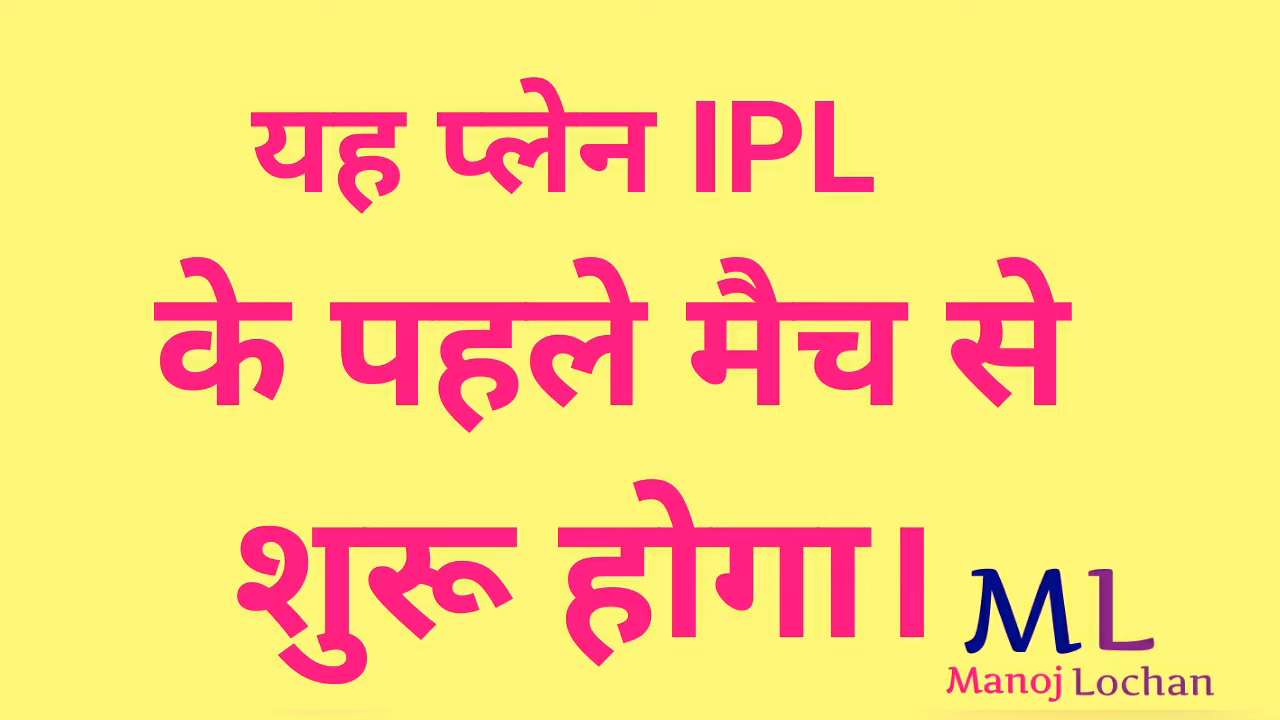 यह प्लेन IPL
के पहले मैच से
शुरू होगा।
ML
Manoj Lochan